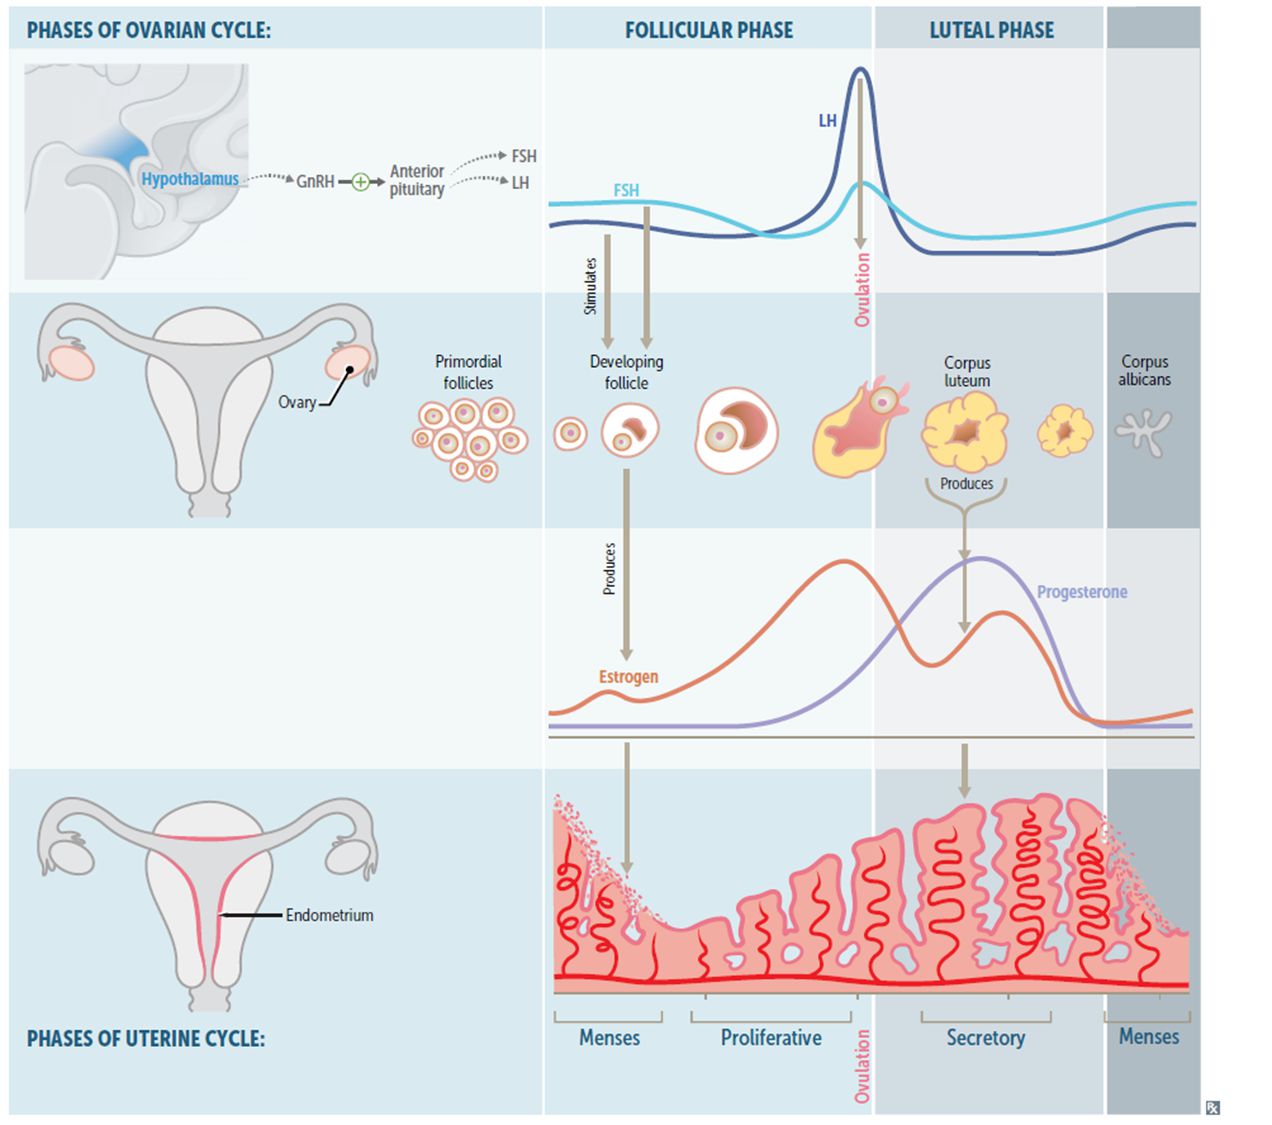 PHASES OF OVARIAN CYCLE:
FOLLICULAR PHASE
LUTEAL PHASE
LH
Hypothalamus
GnRH
+
Anterior
pituitary
FSH
LH
FSH
Stimulates
Ovulation
Primordial
follicles
Developing
follicle
Corpus
luteum
Corpus
albicans
Ovary
Produces
Produces
Progesterone
Estrogen
Endometrium
PHASES OF UTERINE CYCLE:
Menses
Proliferative
Ovulation
Secretory
Menses
Rx